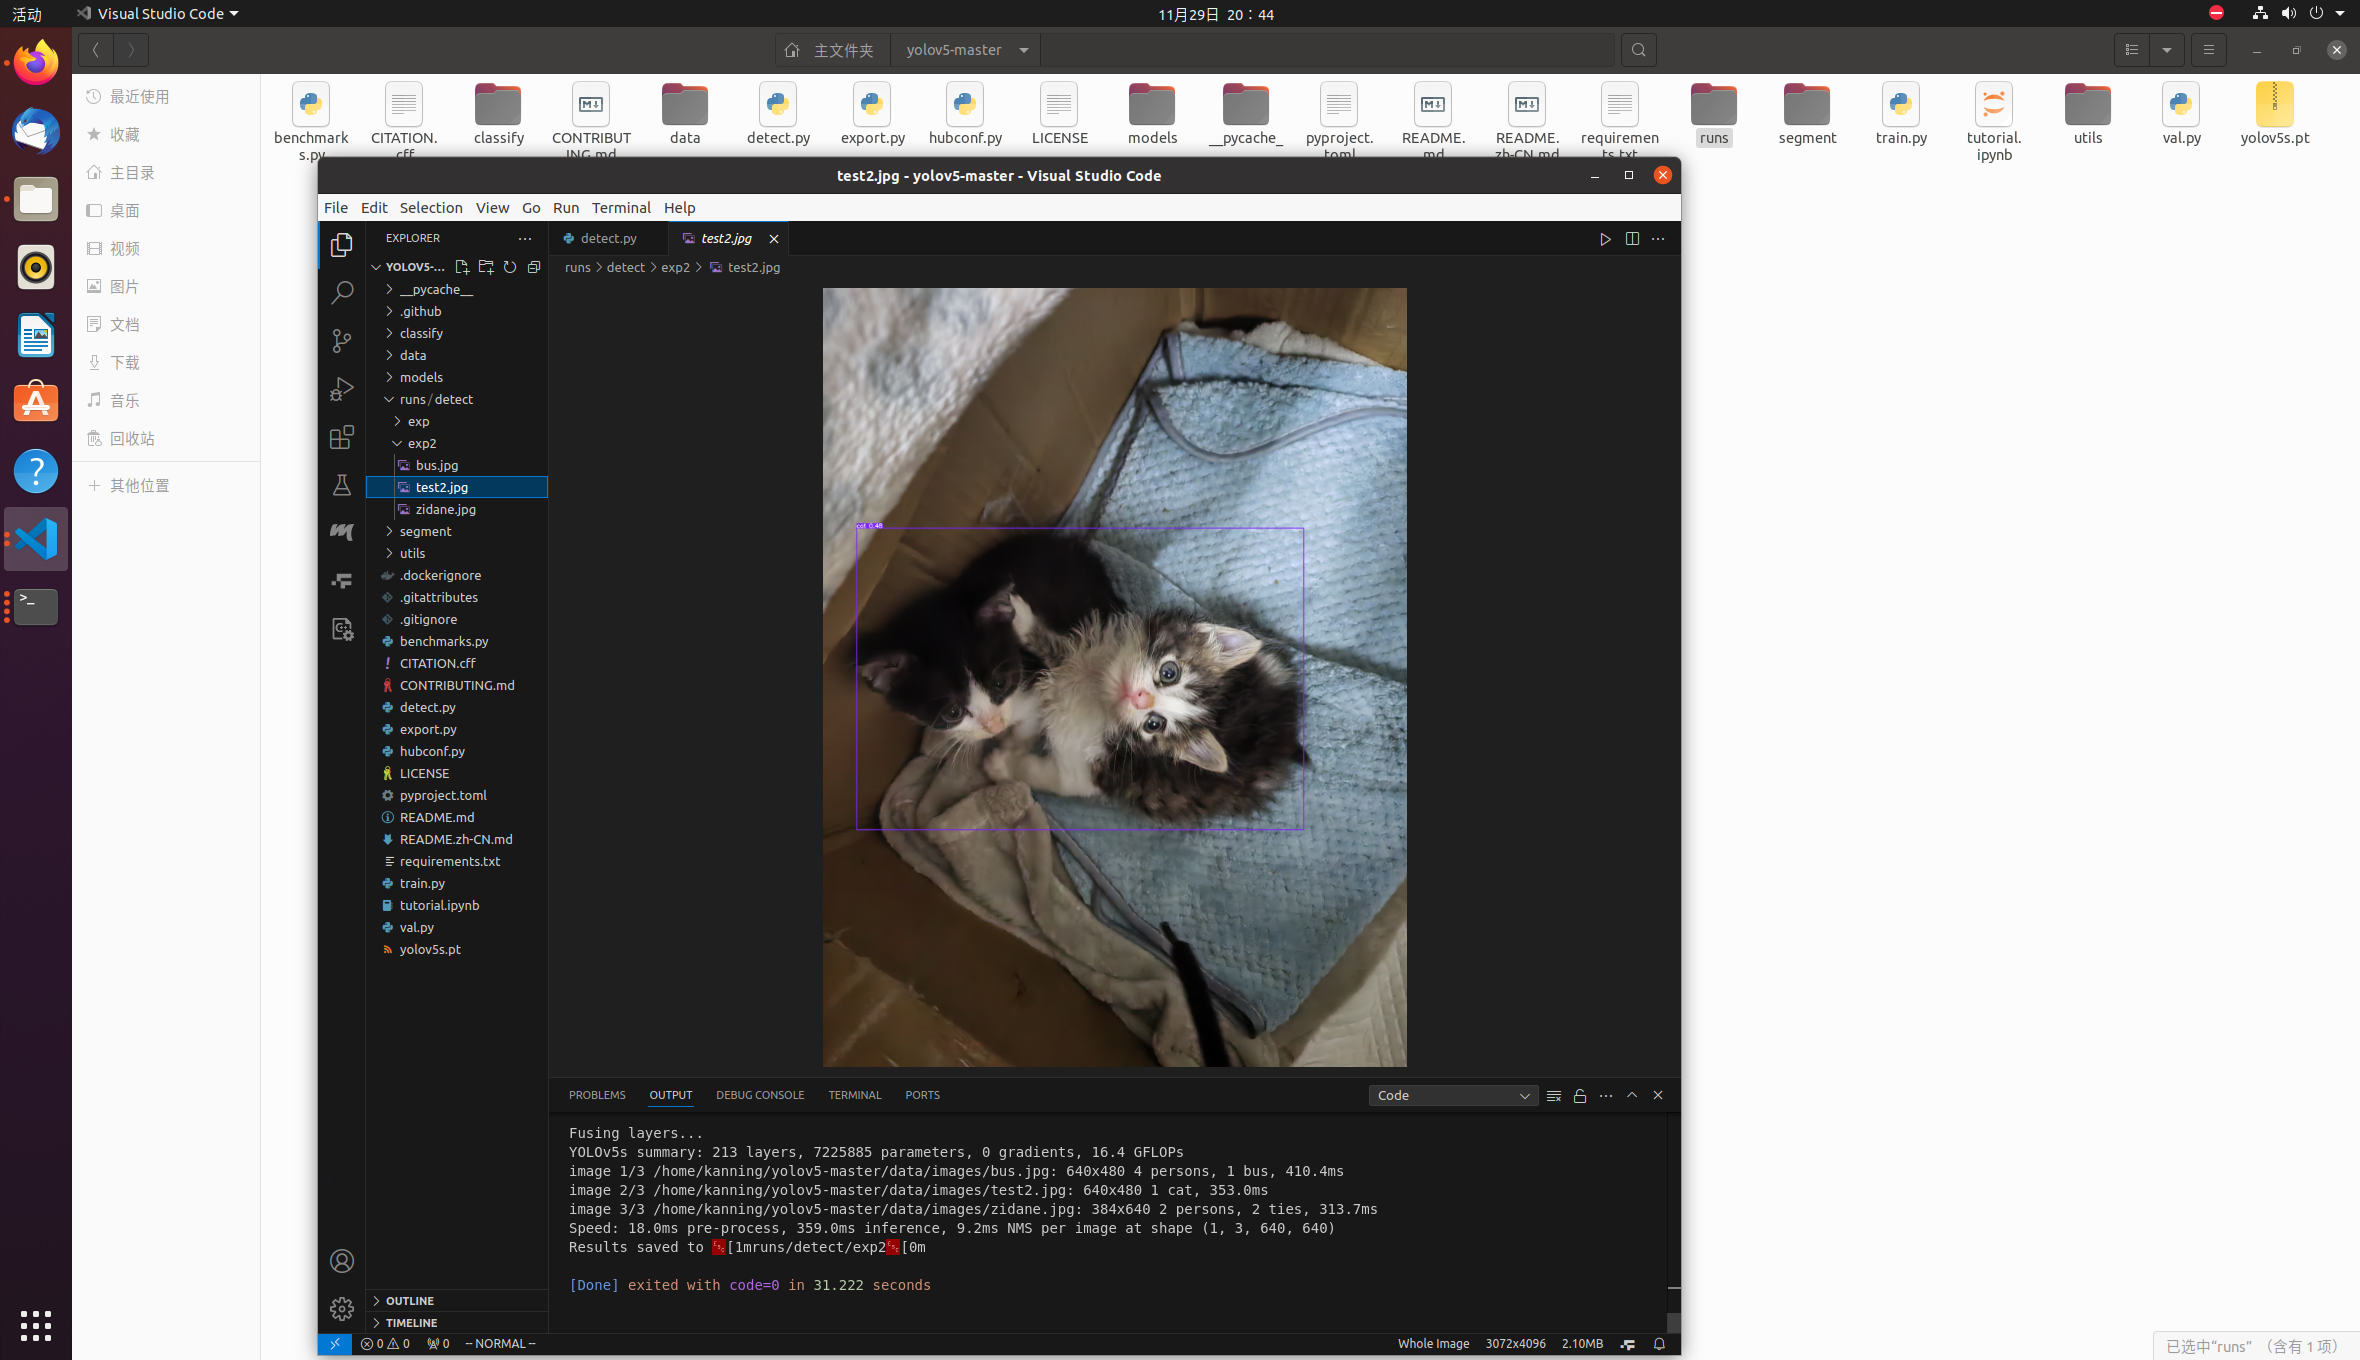 活动
Visual Studio Code
11月29日 20：44
主文件夹
yolov5-master
最近使用
收藏
主目录
桌面
视频
图片
文档
下载
音乐
回收站
其他位置
benchmark
s.py
CITATION.
cff
classify
CONTRIBUT
ING.md
data
detect.py
export.py
hubconf.py
LICENSE
models
__pycache_
pyproject.
toml
README.
md
README.
zh-CN.md
requiremen
ts.txt
runs
segment
train.py
tutorial.
ipynb
utils
val.py
yolov5s.pt
test2.jpg - yolov5-master - Visual Studio Code
File Edit Selection View Go Run Terminal Help
EXPLORER
YOLOV5-...
__pycache__
.github
classify
data
models
runs/detect
exp
exp2
bus.jpg
test2.jpg
zidane.jpg
segment
utils
.dockerignore
.gitattributes
.gitignore
benchmarks.py
CITATION.cff
CONTRIBUTING.md
detect.py
export.py
hubconf.py
LICENSE
pyproject.toml
README.md
README.zh-CN.md
requirements.txt
train.py
tutorial.ipynb
val.py
yolov5s.pt
OUTLINE
TIMELINE
detect.py
test2.jpg
runs > detect > exp2 > test2.jpg
cat 0.48
PROBLEMS OUTPUT DEBUG CONSOLE TERMINAL PORTS
Code
Fusing layers...
YOLOv5s summary: 213 layers, 7225885 parameters, 0 gradients, 16.4 GFLOPs
image 1/3 /home/kanning/yolov5-master/data/images/bus.jpg: 640x480 4 persons, 1 bus, 410.4ms
image 2/3 /home/kanning/yolov5-master/data/images/test2.jpg: 640x480 1 cat, 353.0ms
image 3/3 /home/kanning/yolov5-master/data/images/zidane.jpg: 384x640 2 persons, 2 ties, 313.7ms
Speed: 18.0ms pre-process, 359.0ms inference, 9.2ms NMS per image at shape (1, 3, 640, 640)
Results saved to [1mruns/detect/exp2[0m
[Done] exited with code=0 in 31.222 seconds
0 0 0 -- NORMAL --
Whole Image 3072x4096 2.10MB
已选中“runs” （含有 1 项）